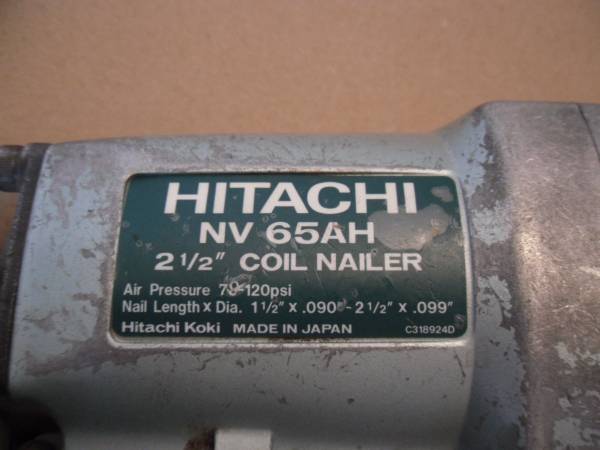 HITACHI
NV 65AH
2 1/2" COIL NAILER
Air Pressure 70-120psi
Nail Length x Dia. 1 1/2" x .090 - 2 1/2" x .099"
Hitachi Koki MADE IN JAPAN C318924D